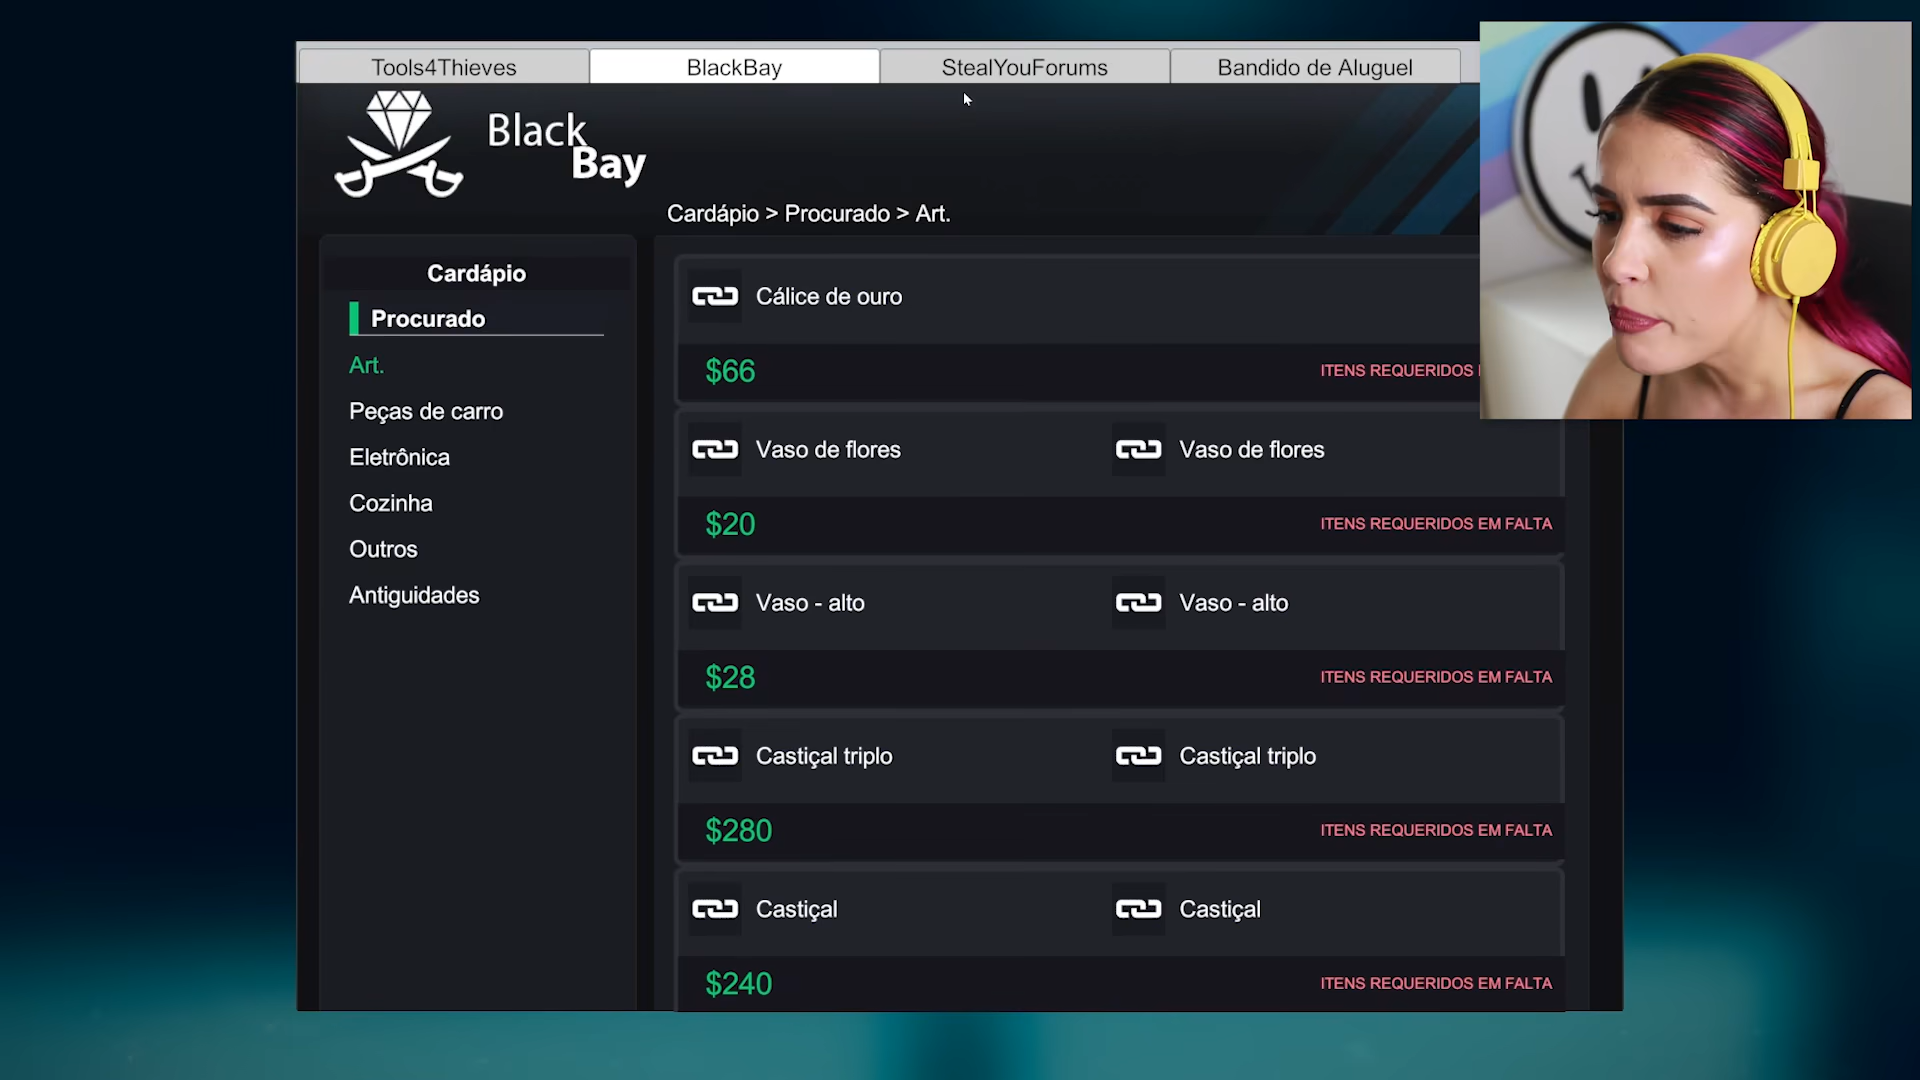 Tools4Thieves
BlackBay
StealYouForums
Bandido de Aluguel
Black
Bay
Cardápio > Procurado > Art.
Cardápio
Procurado
Art.
Peças de carro
Eletrônica
Cozinha
Outros
Antiguidades
Cálice de ouro
$66
ITENS REQUERIDOS
Vaso de flores
Vaso de flores
$20
ITENS REQUERIDOS EM FALTA
Vaso - alto
Vaso - alto
$28
ITENS REQUERIDOS EM FALTA
Castiçal triplo
Castiçal triplo
$280
ITENS REQUERIDOS EM FALTA
Castiçal
Castiçal
$240
ITENS REQUERIDOS EM FALTA